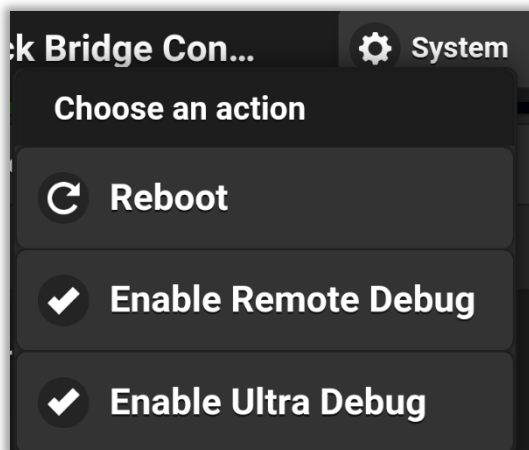 k Bridge Con...
System
Choose an action
Reboot
Enable Remote Debug
Enable Ultra Debug